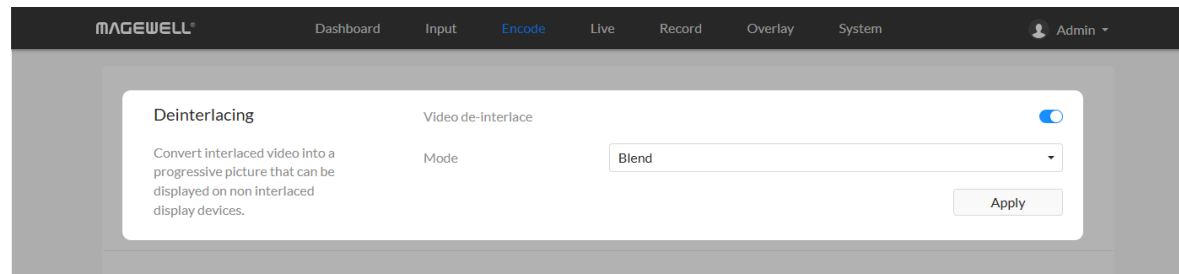 MAGEWELL® Dashboard Input Encode Live Record Overlay System Admin
Deinterlacing Video de-interlace
Convert interlaced video into a Mode Blend
progressive picture that can be
displayed on non interlaced
display devices. Apply